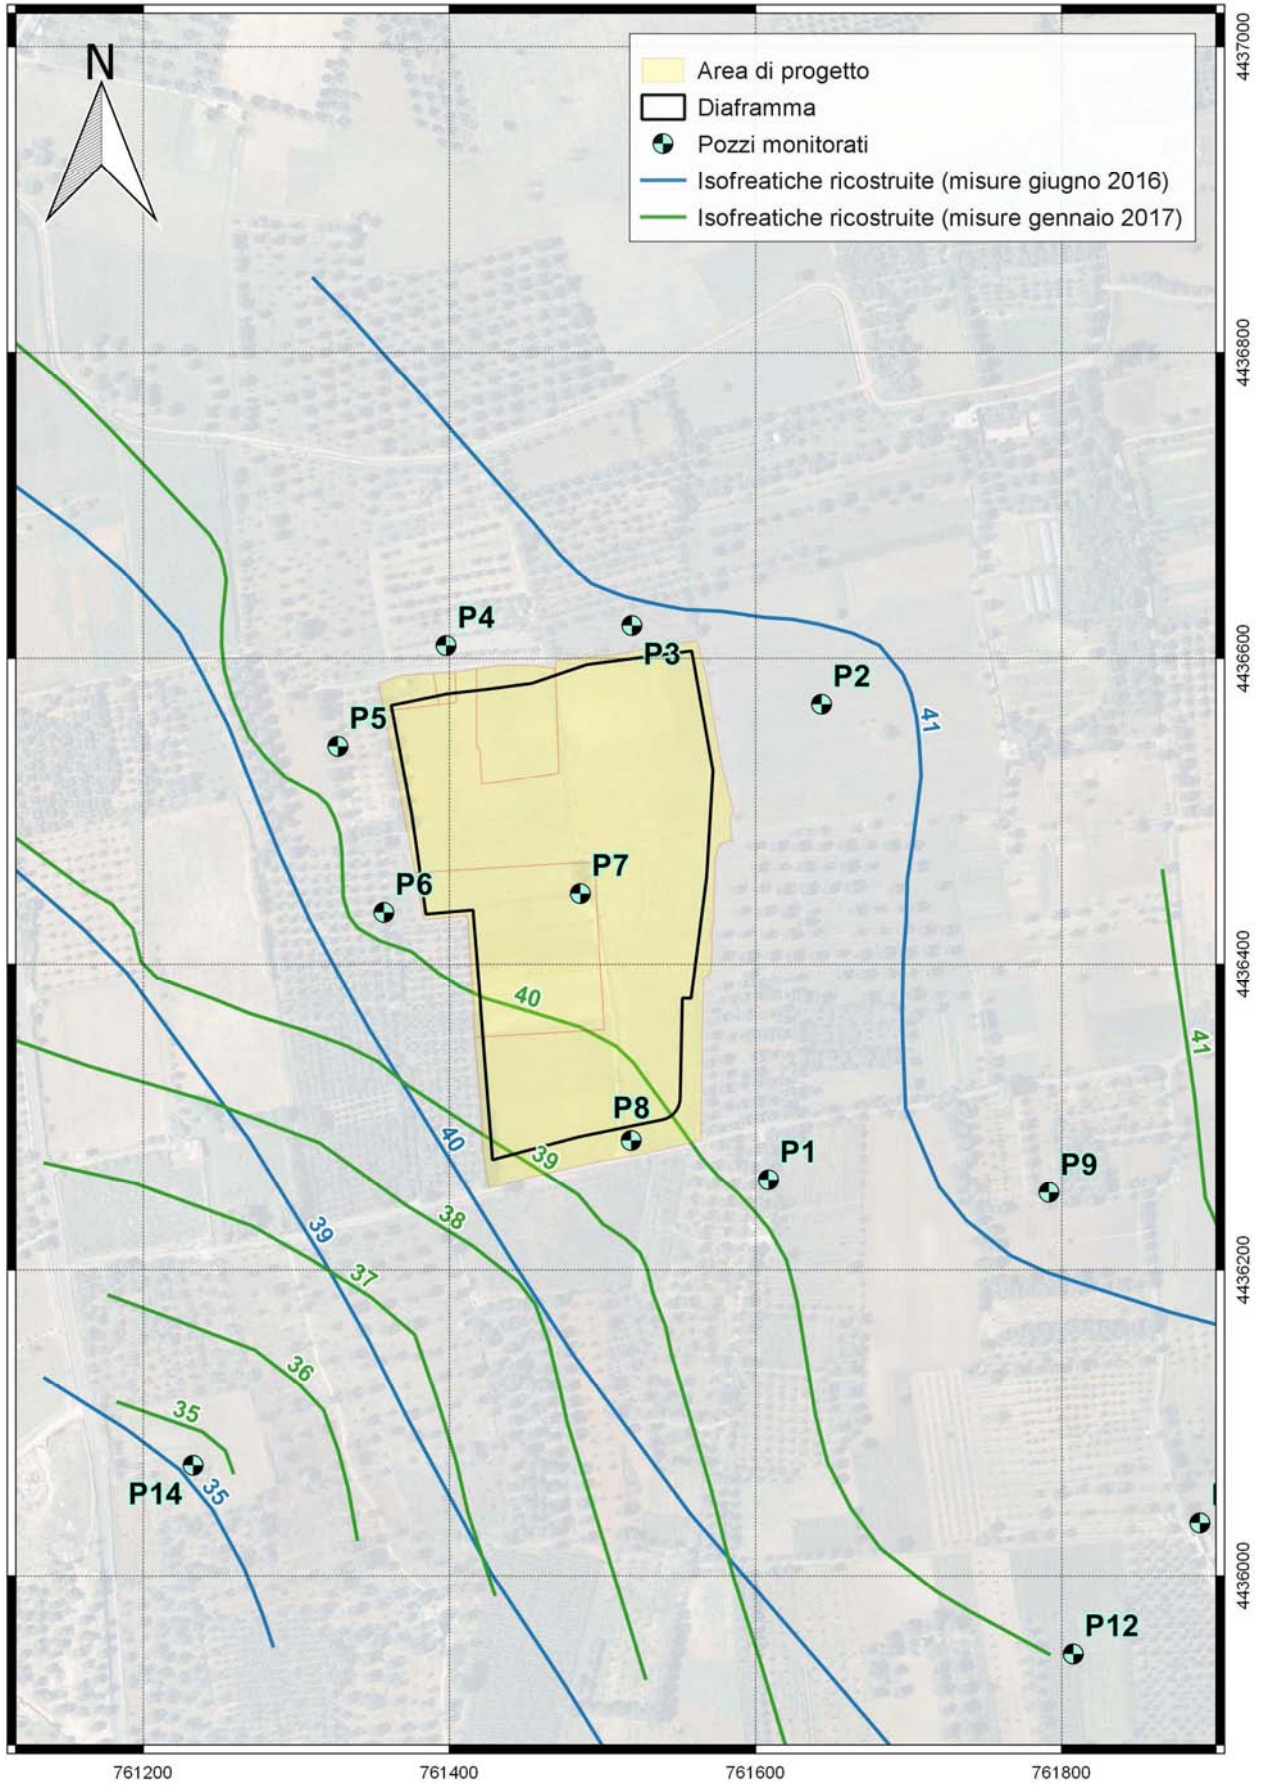 N
Area di progetto
Diaframma
Pozzi monitorati
Isofreatiche ricostruite (misure giugno 2016)
Isofreatiche ricostruite (misure gennaio 2017)
4437000
4436800
P4
P3
4436600
P2
P5
41
P7
P6
4436400
40
41
P8
P1
40
39
P9
38
39
37
4436200
36
35
P14
35
4436000
P12
761200
761400
761600
761800